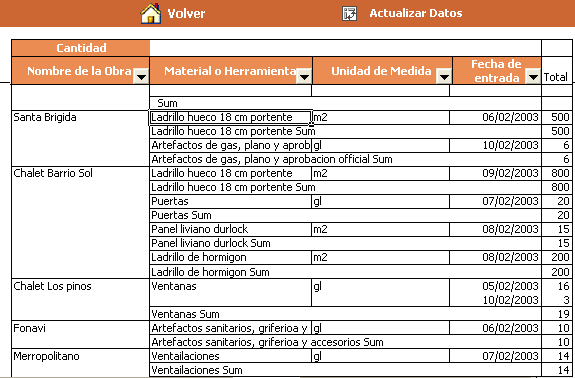 Volver Actualizar Datos
Cantidad
Nombre de la Obra Material o Herramienta Unidad de Medida Fecha de entrada Total
Sum
Santa Brigida Ladrillo hueco 18 cm portente m2 06/02/2003 500
Ladrillo hueco 18 cm portente Sum 500
Artefactos de gas, plano y aprob gl 10/02/2003 6
Artefactos de gas, plano y aprobacion official Sum 6
Chalet Barrio Sol Ladrillo hueco 18 cm portente m2 09/02/2003 800
Ladrillo hueco 18 cm portente Sum 800
Puertas gl 07/02/2003 20
Puertas Sum 20
Panel liviano durlock m2 08/02/2003 15
Panel liviano durlock Sum 15
Ladrillo de hormigon m2 08/02/2003 200
Ladrillo de hormigon Sum 200
Chalet Los pinos Ventanas gl 05/02/2003 16
10/02/2003 3
Ventanas Sum 19
Fonavi Artefactos sanitarios, griferioa y gl 06/02/2003 10
Artefactos sanitarios, griferioa y accesorios Sum 10
Merropolitano Ventailaciones gl 07/02/2003 14
Ventailaciones Sum 14